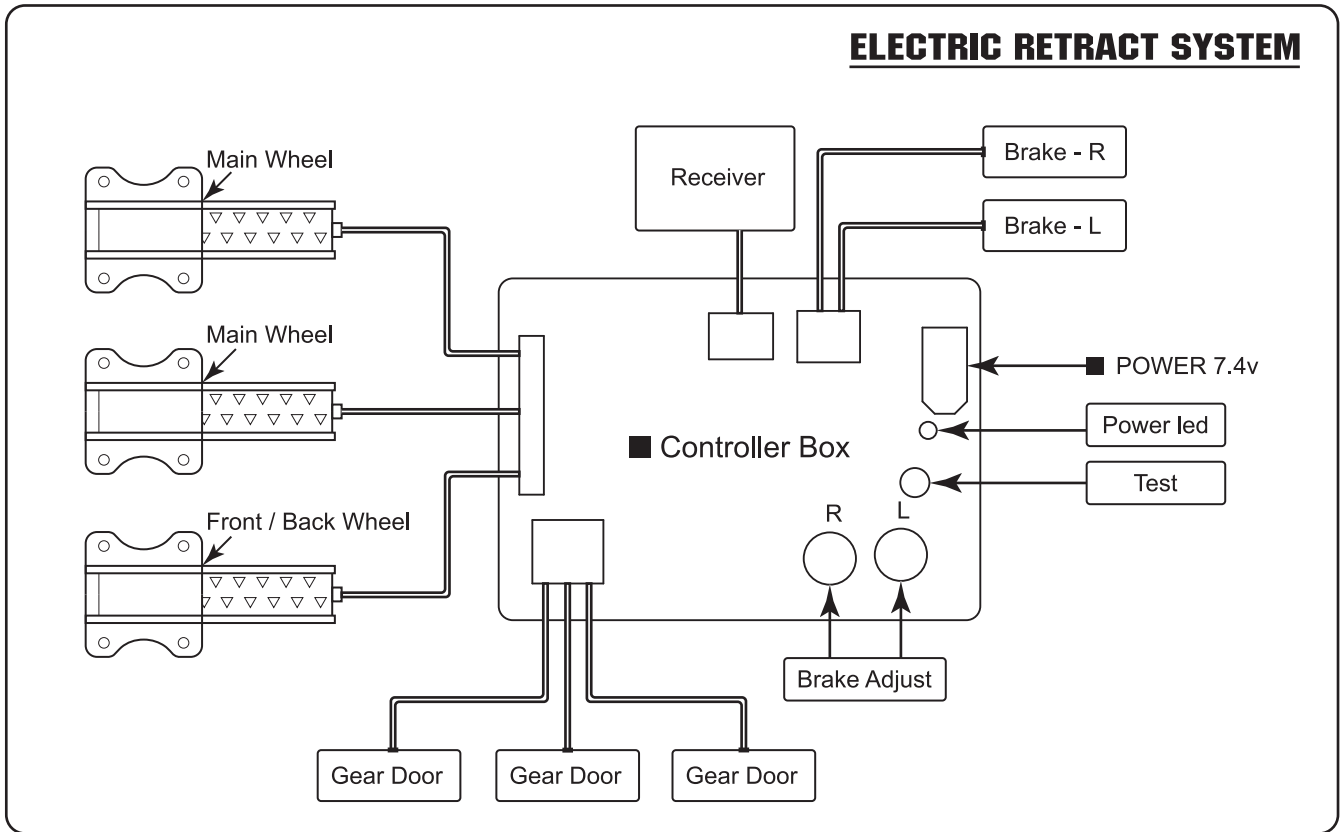 ELECTRIC RETRACT SYSTEM
Main Wheel
Receiver
Brake - R
Brake - L
Main Wheel
POWER 7.4v
Power led
Controller Box
Test
Front / Back Wheel
R
L
Brake Adjust
Gear Door
Gear Door
Gear Door